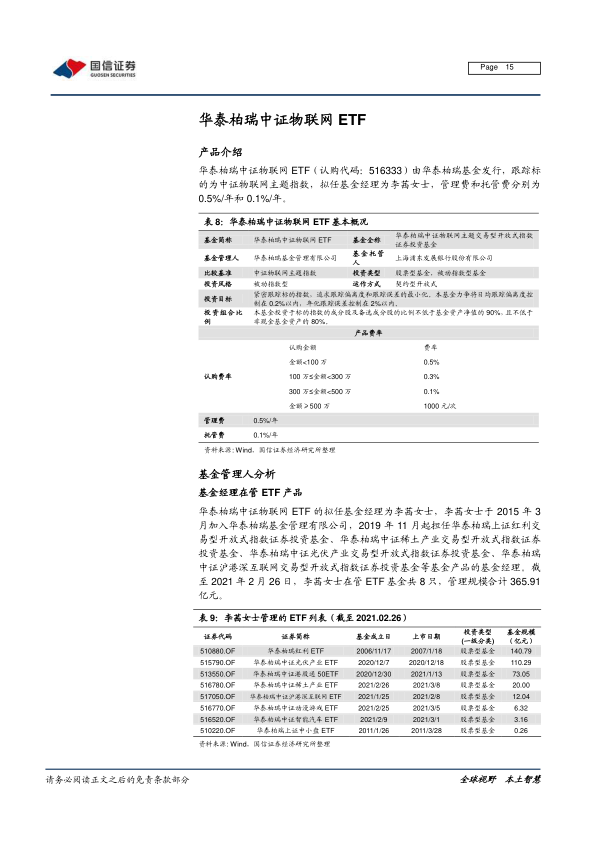 国信证券
GUOSEN SECURITIES
Page 15
华泰柏瑞中证物联网 ETF
产品介绍
华泰柏瑞中证物联网 ETF（认购代码：516333）由华泰柏瑞基金发行，跟踪标
的为中证物联网主题指数，拟任基金经理为李茜女士，管理费和托管费分别为
0.5%/年和 0.1%/年。
表 8：华泰柏瑞中证物联网 ETF 基本概况
基金简称 华泰柏瑞中证物联网 ETF 基金全称 华泰柏瑞中证物联网主题交易型开放式指数
证券投资基金
基金管理人 华泰柏瑞基金管理有限公司 基金托管
人 上海浦东发展银行股份有限公司
比较基准 中证物联网主题指数 投资类型 股票型基金，被动指数型基金
投资风格 被动指数型 运作方式 契约型开放式
投资目标 紧密跟踪标的指数，追求跟踪偏离度和跟踪误差的最小化。本基金力争将日均跟踪偏离度控
制在 0.2%以内，年化跟踪误差控制在 2%以内。
投资组合比
例 本基金投资于标的指数的成分股及备选成分股的比例不低于基金资产净值的 90%，且不低于
非现金基金资产的 80%。
产品费率
认购金额 费率
金额<100 万 0.5%
认购费率 100 万≤金额<300 万 0.3%
300 万≤金额<500 万 0.1%
金额≥500 万 1000 元/次
管理费 0.5%/年
托管费 0.1%/年
资料来源: Wind、国信证券经济研究所整理
基金管理人分析
基金经理在管 ETF 产品
华泰柏瑞中证物联网 ETF 的拟任基金经理为李茜女士，李茜女士于 2015 年 3
月加入华泰柏瑞基金管理有限公司，2019 年 11 月起担任华泰柏瑞上证红利交
易型开放式指数证券投资基金、华泰柏瑞中证稀土产业交易型开放式指数证券
投资基金、华泰柏瑞中证光伏产业交易型开放式指数证券投资基金、华泰柏瑞
中证沪港深互联网交易型开放式指数证券投资基金等基金产品的基金经理。截
至 2021 年 2 月 26 日，李茜女士在管 ETF 基金共 8 只，管理规模合计 365.91
亿元。
表 9：李茜女士管理的 ETF 列表（截至 2021.02.26）
证券代码 证券简称 基金成立日 上市日期 投资类型
(一级分类) 基金规模
（亿元）
510880.OF 华泰柏瑞红利 ETF 2006/11/17 2007/1/18 股票型基金 140.79
515790.OF 华泰柏瑞中证光伏产业 ETF 2020/12/7 2020/12/18 股票型基金 110.29
513550.OF 华泰柏瑞中证港股通 50ETF 2020/12/30 2021/1/13 股票型基金 73.05
516780.OF 华泰柏瑞中证稀土产业 ETF 2021/2/26 2021/3/8 股票型基金 20.00
517050.OF 华泰柏瑞中证沪港深互联网 ETF 2021/1/25 2021/2/8 股票型基金 12.04
516770.OF 华泰柏瑞中证动漫游戏 ETF 2021/2/25 2021/3/5 股票型基金 6.32
516520.OF 华泰柏瑞中证智能汽车 ETF 2021/2/9 2021/3/1 股票型基金 3.16
510220.OF 华泰柏瑞上证中小盘 ETF 2011/1/26 2011/3/28 股票型基金 0.26
资料来源: Wind、国信证券经济研究所整理
请务必阅读正文之后的免责条款部分
全球视野 本土智慧